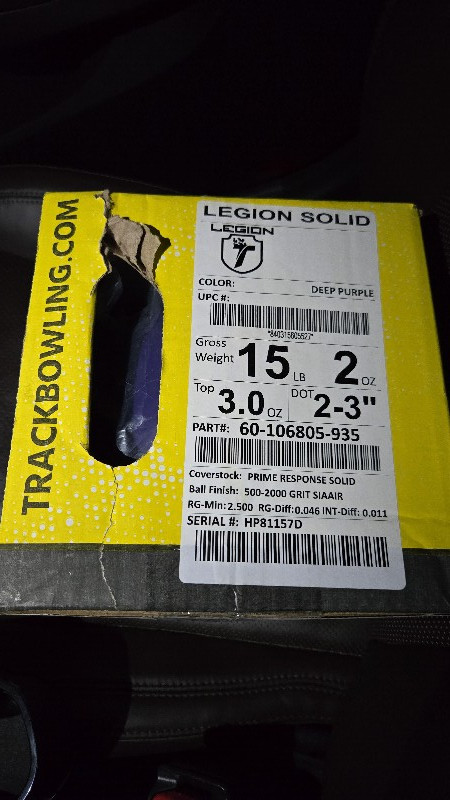 TRACKBOWLING.COM
LEGION SOLID
LEGION
COLOR: DEEP PURPLE
UPC #:
*840315805527*
Gross Weight 15 LB 2 OZ
Top 3.0 OZ DOT 2-3"
PART#: 60-106805-935
Coverstock: PRIME RESPONSE SOLID
Ball Finish: 500-2000 GRIT SIAAIR
RG-Min: 2.500 RG-Diff: 0.046 INT-Diff: 0.011
SERIAL #: HP81157D